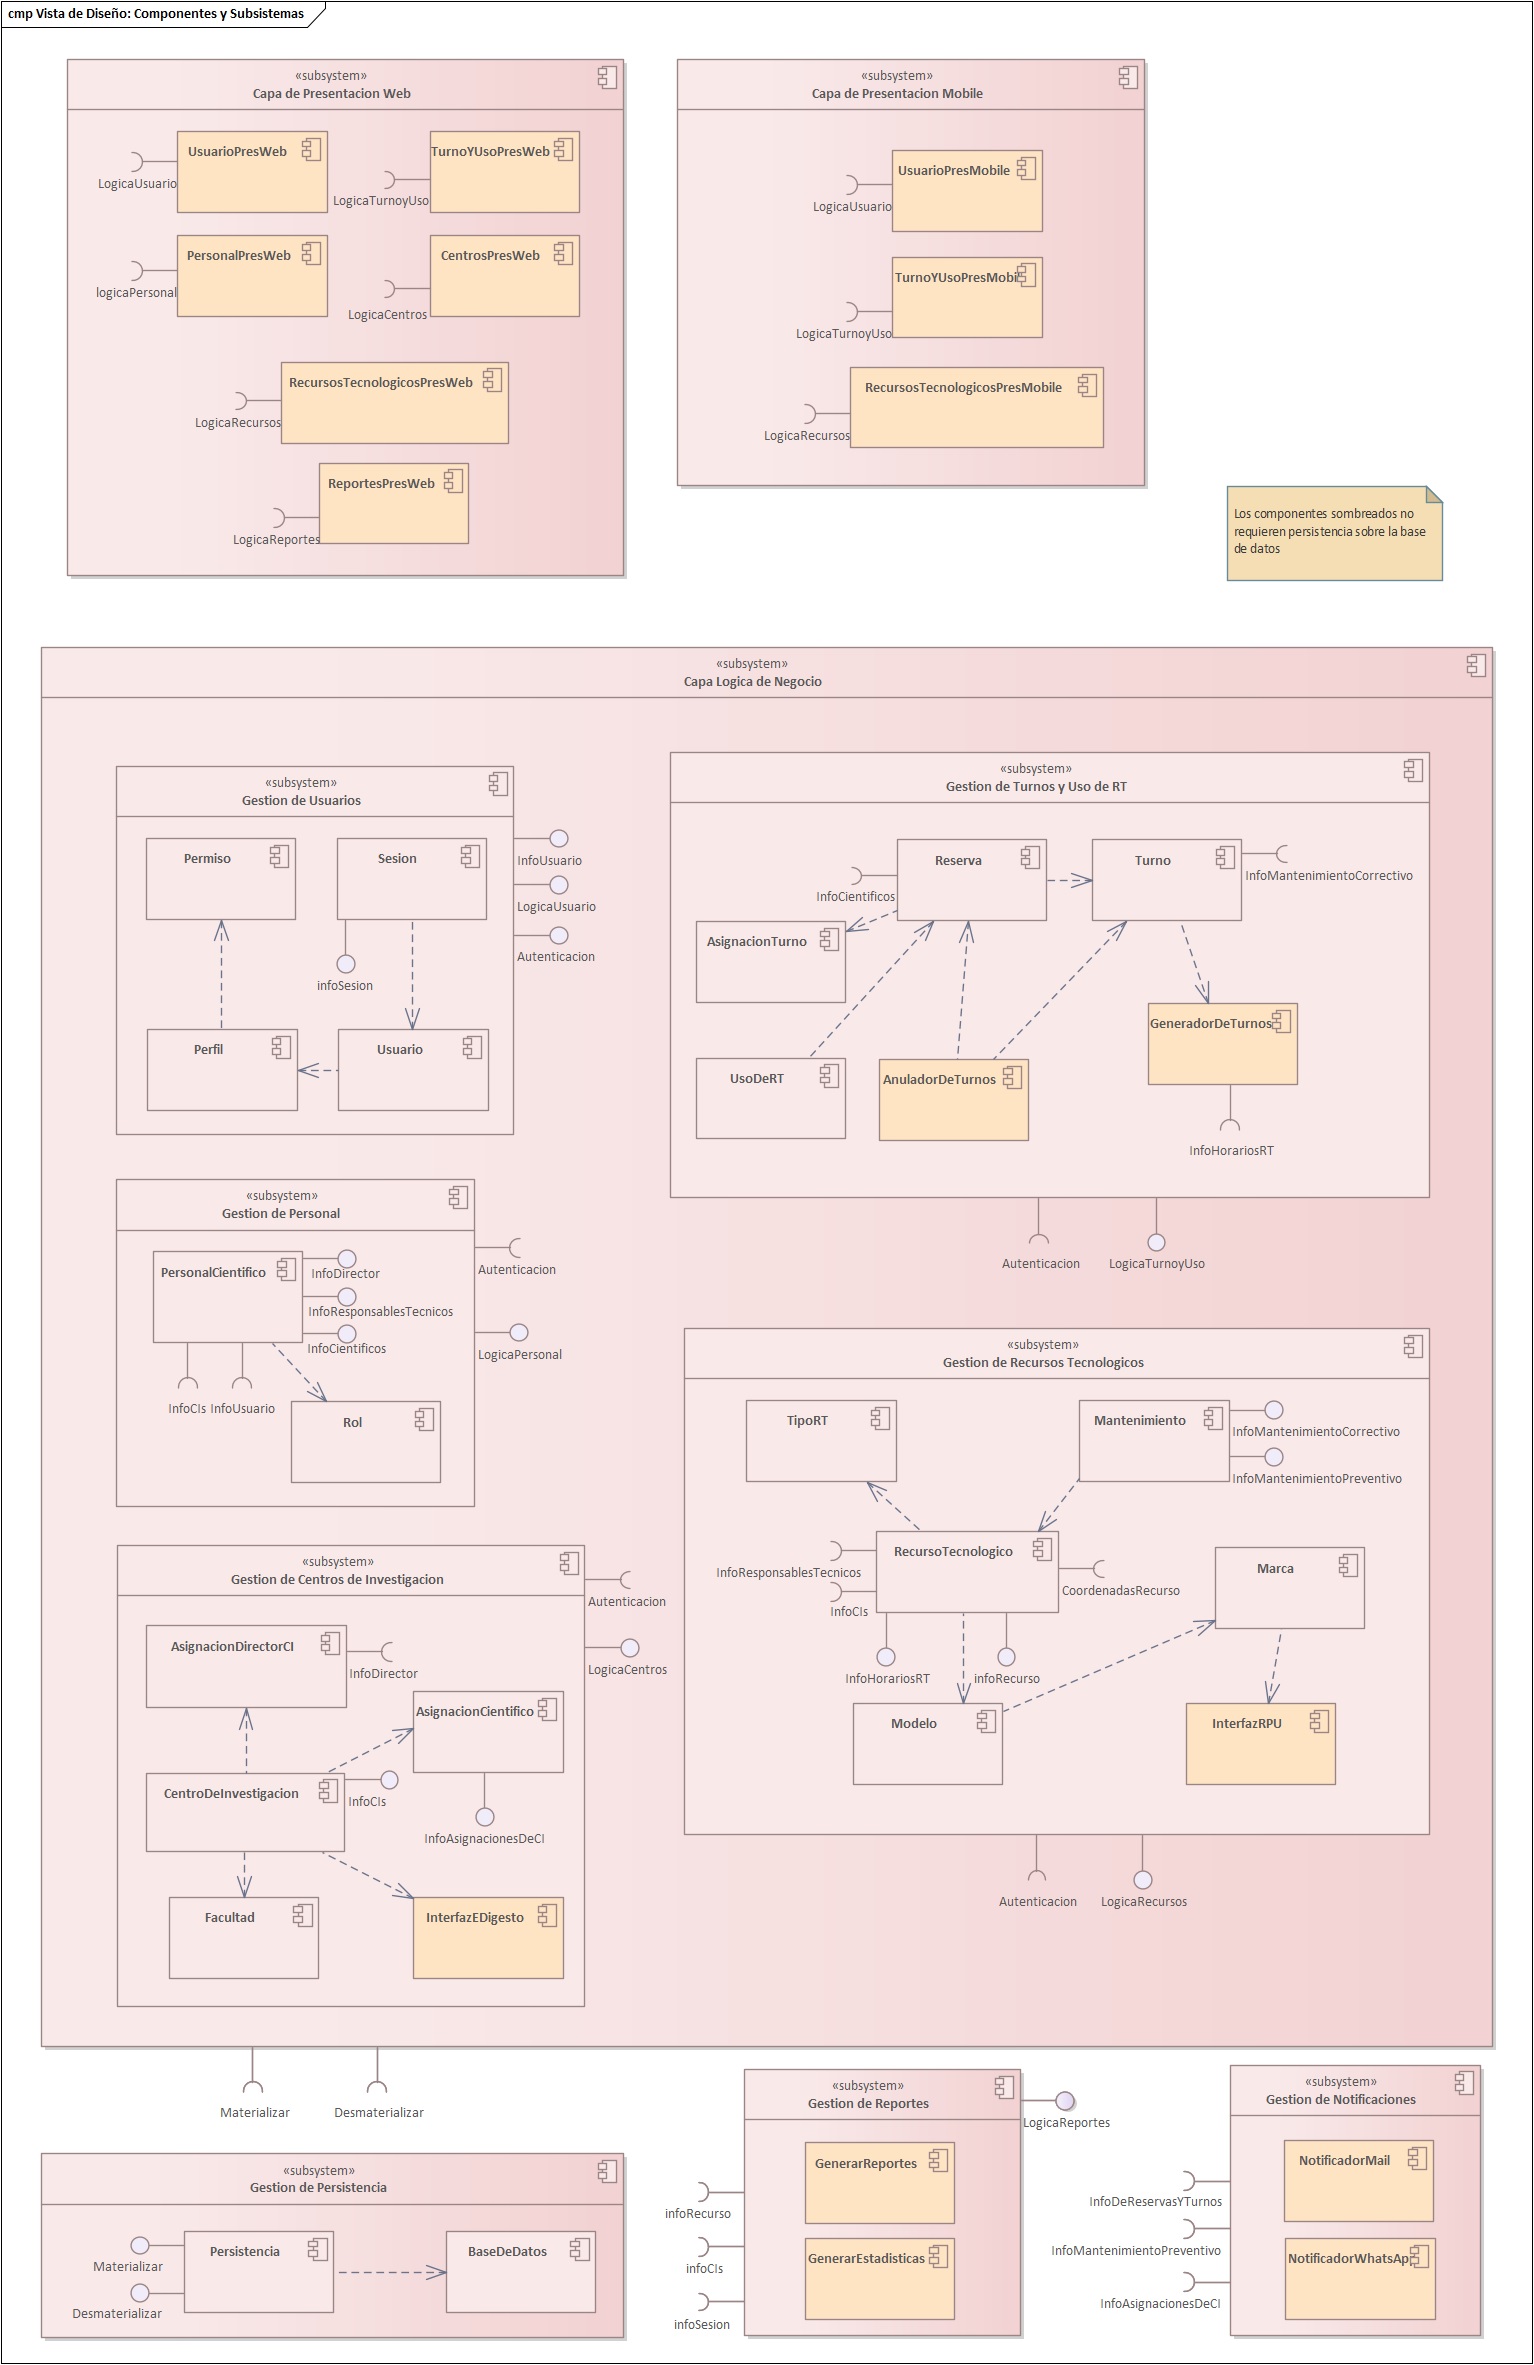 cmp Vista de Diseño: Componentes y Subsistemas
«subsystem»
Capa de Presentacion Web
UsuarioPresWeb
LogicaUsuario
TurnoYUsoPresWeb
LogicaTurnoyUso
PersonalPresWeb
logicaPersonal
CentrosPresWeb
LogicaCentros
RecursosTecnologicosPresWeb
LogicaRecursos
ReportesPresWeb
LogicaReportes
«subsystem»
Capa de Presentacion Mobile
UsuarioPresMobile
LogicaUsuario
TurnoYUsoPresMobi
LogicaTurnoyUso
RecursosTecnologicosPresMobile
LogicaRecursos
Los componentes sombreados no
requieren persistencia sobre la base
de datos
«subsystem»
Capa Logica de Negocio
«subsystem»
Gestion de Usuarios
Permiso
Sesion
infoSesion
Perfil
Usuario
InfoUsuario
LogicaUsuario
Autenticacion
«subsystem»
Gestion de Turnos y Uso de RT
Reserva
InfoCientificos
Turno
InfoMantenimientoCorrectivo
AsignacionTurno
GeneradorDeTurnos
InfoHorariosRT
UsoDeRT
AnuladorDeTurnos
Autenticacion
LogicaTurnoyUso
«subsystem»
Gestion de Personal
PersonalCientifico
InfoDirector
InfoResponsablesTecnicos
InfoCientificos
InfoCIs
InfoUsuario
Rol
Autenticacion
LogicaPersonal
«subsystem»
Gestion de Recursos Tecnologicos
TipoRT
Mantenimiento
InfoMantenimientoCorrectivo
InfoMantenimientoPreventivo
RecursoTecnologico
InfoResponsablesTecnicos
InfoCIs
CoordenadasRecurso
Marca
InfoHorariosRT
infoRecurso
Modelo
InterfazRPU
Autenticacion
LogicaRecursos
«subsystem»
Gestion de Centros de Investigacion
AsignacionDirectorCI
InfoDirector
AsignacionCientifico
InfoAsignacionesDeCI
CentroDeInvestigacion
InfoCIs
Facultad
InterfazEDigesto
Autenticacion
LogicaCentros
Materializar
Desmaterializar
«subsystem»
Gestion de Persistencia
Persistencia
Materializar
Desmaterializar
BaseDeDatos
«subsystem»
Gestion de Reportes
LogicaReportes
GenerarReportes
infoRecurso
infoCIs
GenerarEstadisticas
infoSesion
«subsystem»
Gestion de Notificaciones
NotificadorMail
InfoDeReservasYTurnos
InfoMantenimientoPreventivo
NotificadorWhatsAp
InfoAsignacionesDeCI